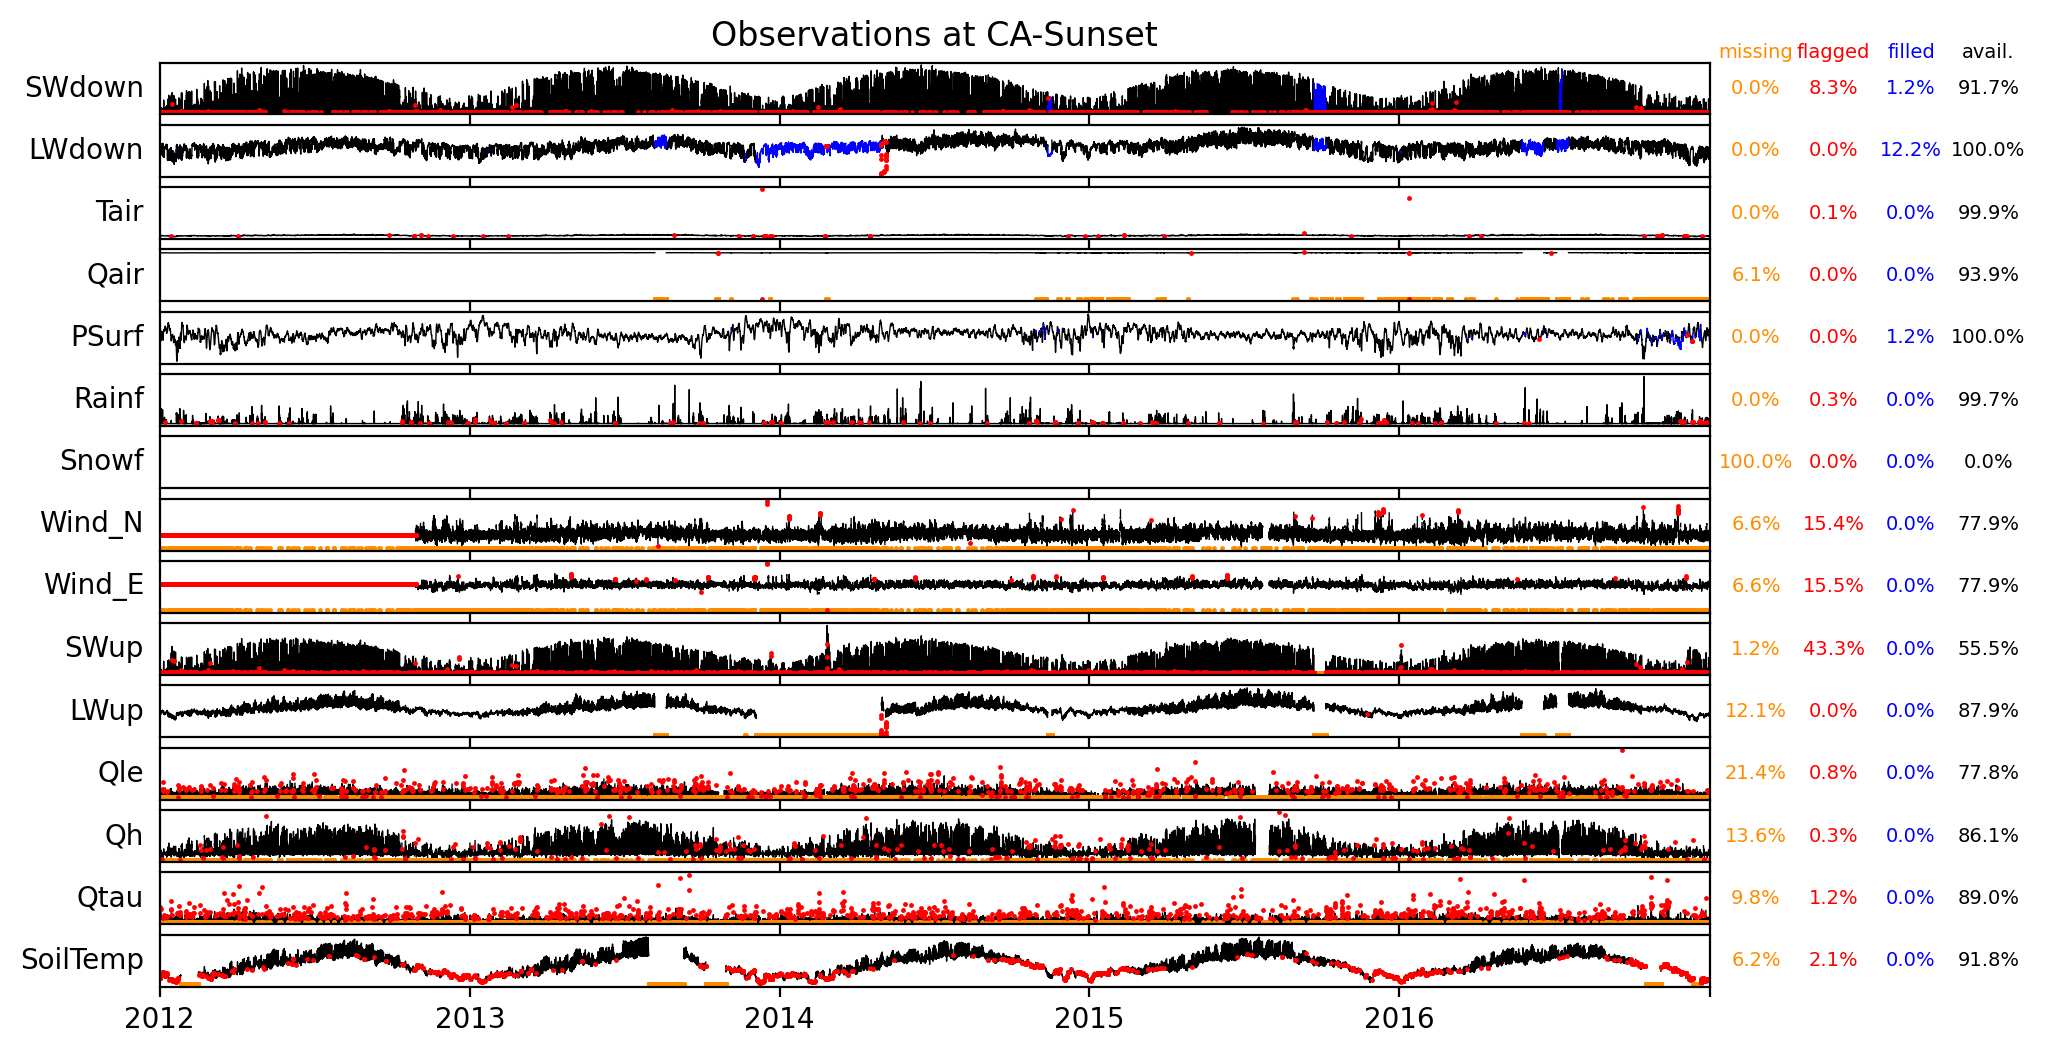 Observations at CA-Sunset
missing flagged filled avail.
SWdown 0.0% 8.3% 1.2% 91.7%
LWdown 0.0% 0.0% 12.2% 100.0%
Tair 0.0% 0.1% 0.0% 99.9%
Qair 6.1% 0.0% 0.0% 93.9%
PSurf 0.0% 0.0% 1.2% 100.0%
Rainf 0.0% 0.3% 0.0% 99.7%
Snowf 100.0% 0.0% 0.0% 0.0%
Wind_N 6.6% 15.4% 0.0% 77.9%
Wind_E 6.6% 15.5% 0.0% 77.9%
SWup 1.2% 43.3% 0.0% 55.5%
LWup 12.1% 0.0% 0.0% 87.9%
Qle 21.4% 0.8% 0.0% 77.8%
Qh 13.6% 0.3% 0.0% 86.1%
Qtau 9.8% 1.2% 0.0% 89.0%
SoilTemp 6.2% 2.1% 0.0% 91.8%
2012 2013 2014 2015 2016